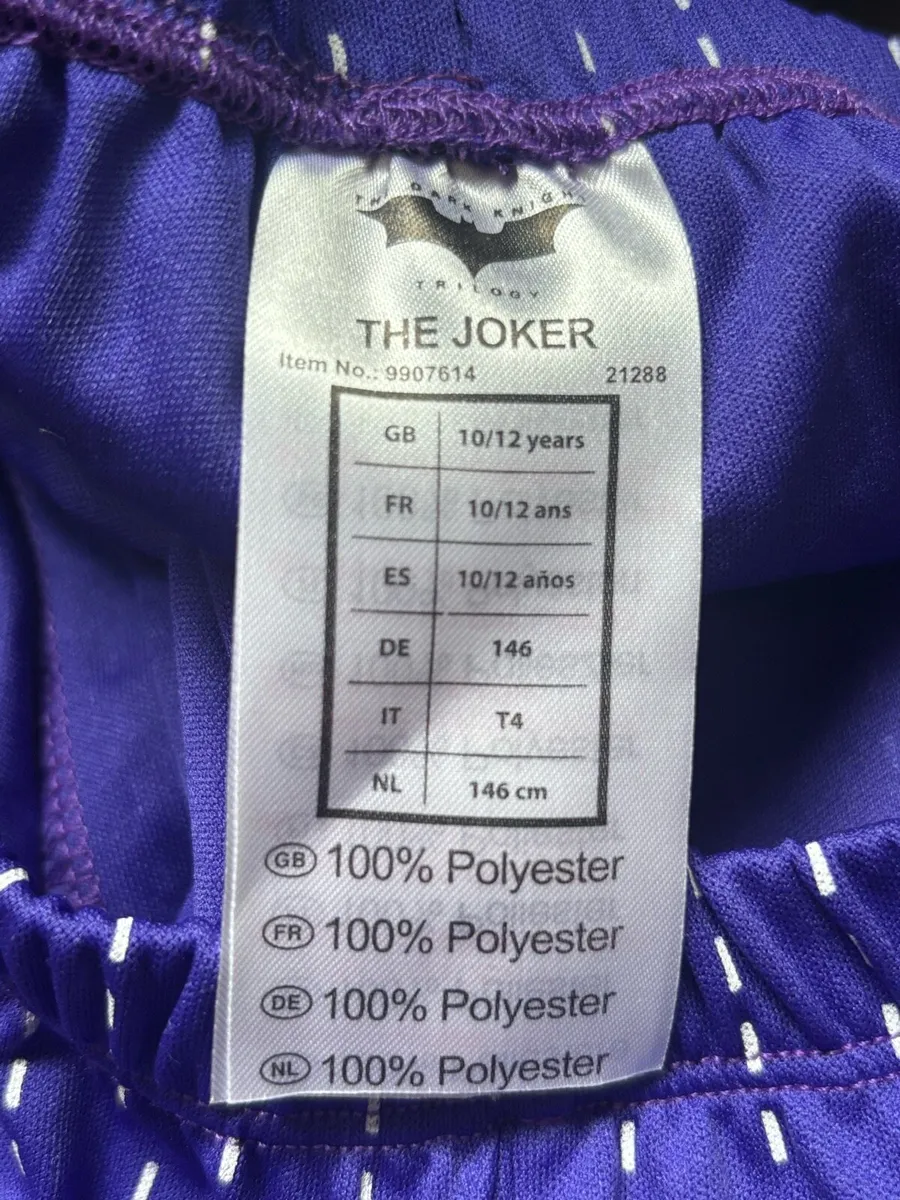 THE DARK KNIGHT
TRILOGY
THE JOKER
Item No.: 9907614 21288
GB 10/12 years
FR 10/12 ans
ES 10/12 años
DE 146
IT T4
NL 146 cm
GB 100% Polyester
FR 100% Polyester
DE 100% Polyester
NL 100% Polyester